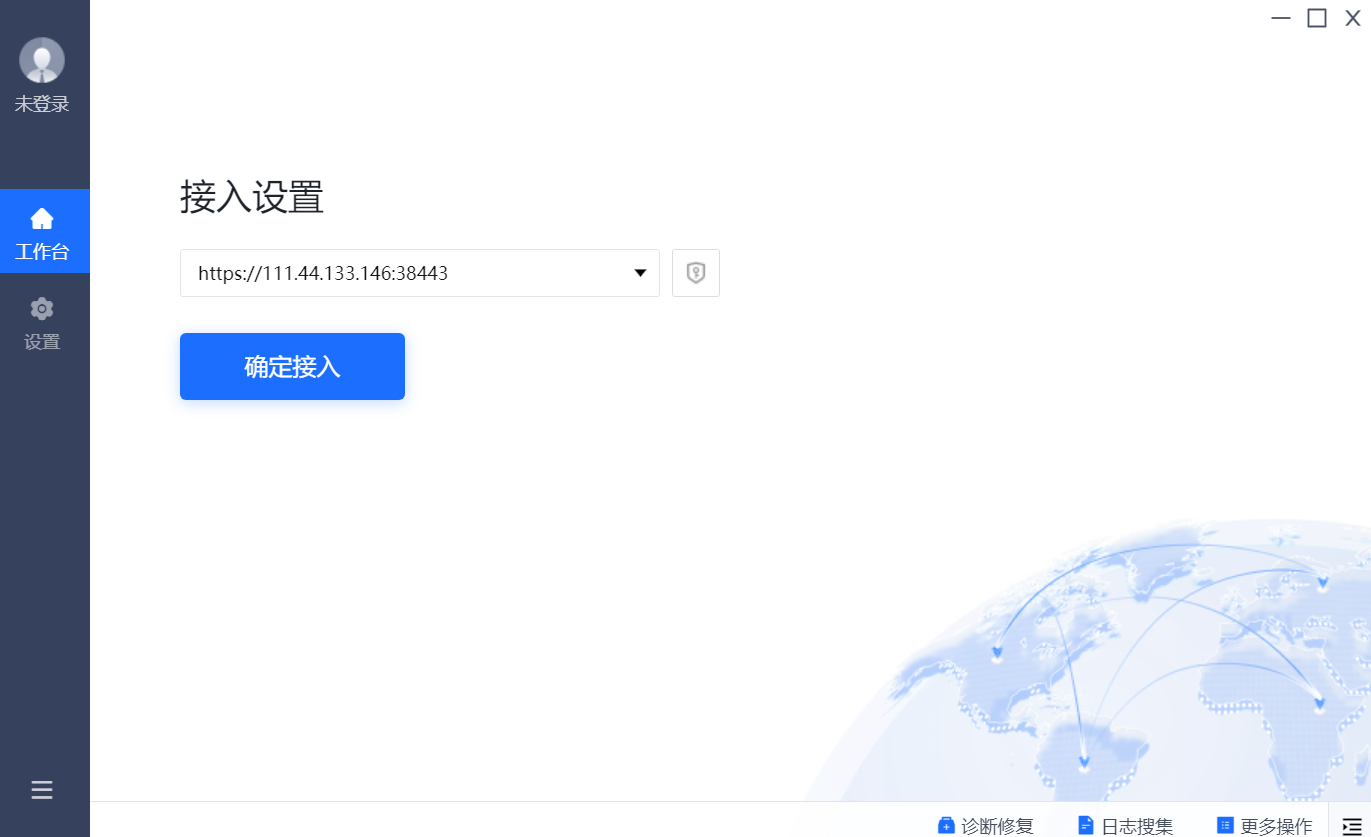 未登录
工作台
设置
接入设置
https://111.44.133.146:38443
确定接入
诊断修复
日志搜集
更多操作